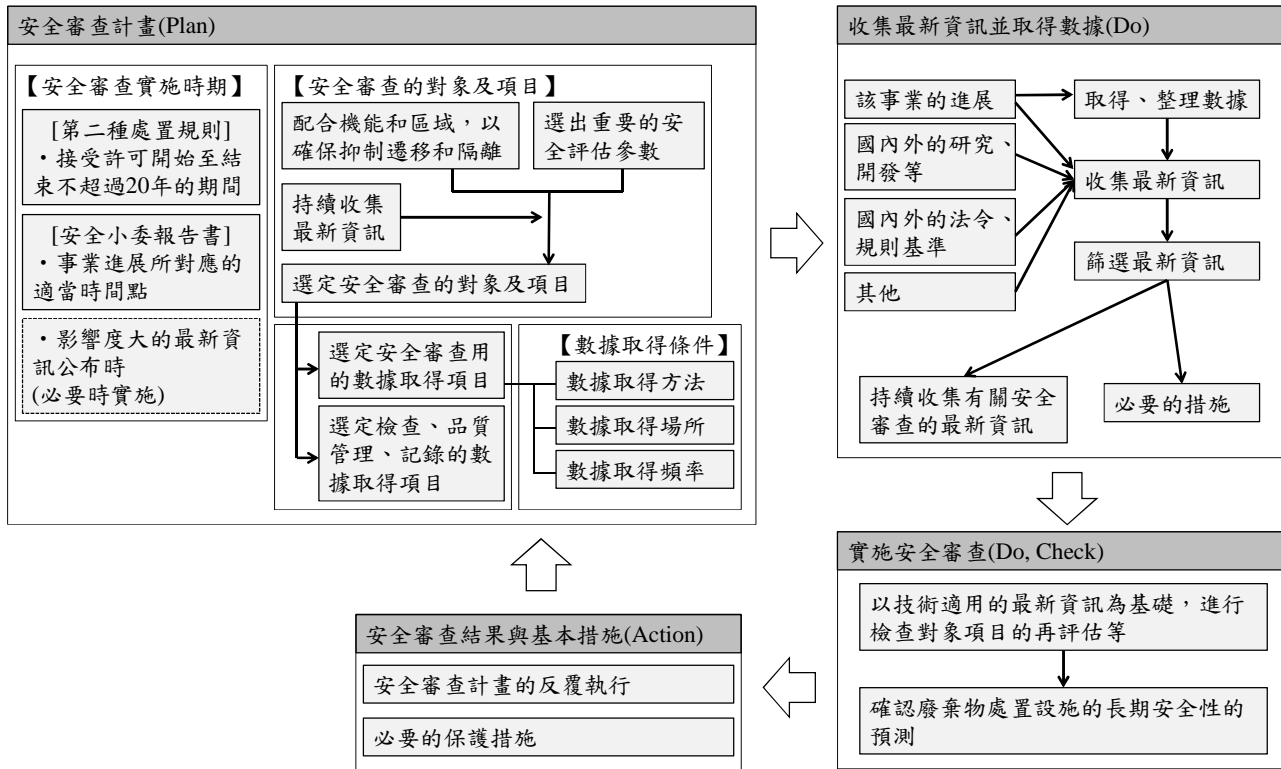 安全審查計畫(Plan)
【安全審查實施時期】
[第二種處置規則]
・接受許可開始至結
束不超過20年的期間
[安全小委報告書]
・事業進展所對應的
適當時間點
・影響度大的最新資
訊公布時
(必要時實施)
【安全審查的對象及項目】
配合機能和區域，以
確保抑制遷移和隔離
選出重要的安
全評估參數
持續收集
最新資訊
選定安全審查的對象及項目
選定安全審查用
的數據取得項目
選定檢查、品質
管理、記錄的數
據取得項目
【數據取得條件】
數據取得方法
數據取得場所
數據取得頻率
收集最新資訊並取得數據(Do)
該事業的進展
國內外的研究、
開發等
國內外的法令、
規則基準
其他
取得、整理數據
收集最新資訊
篩選最新資訊
持續收集有關安全
審查的最新資訊
必要的措施
實施安全審查(Do, Check)
以技術適用的最新資訊為基礎，進行
檢查對象項目的再評估等
確認廢棄物處置設施的長期安全性的
預測
安全審查結果與基本措施(Action)
安全審查計畫的反覆執行
必要的保護措施